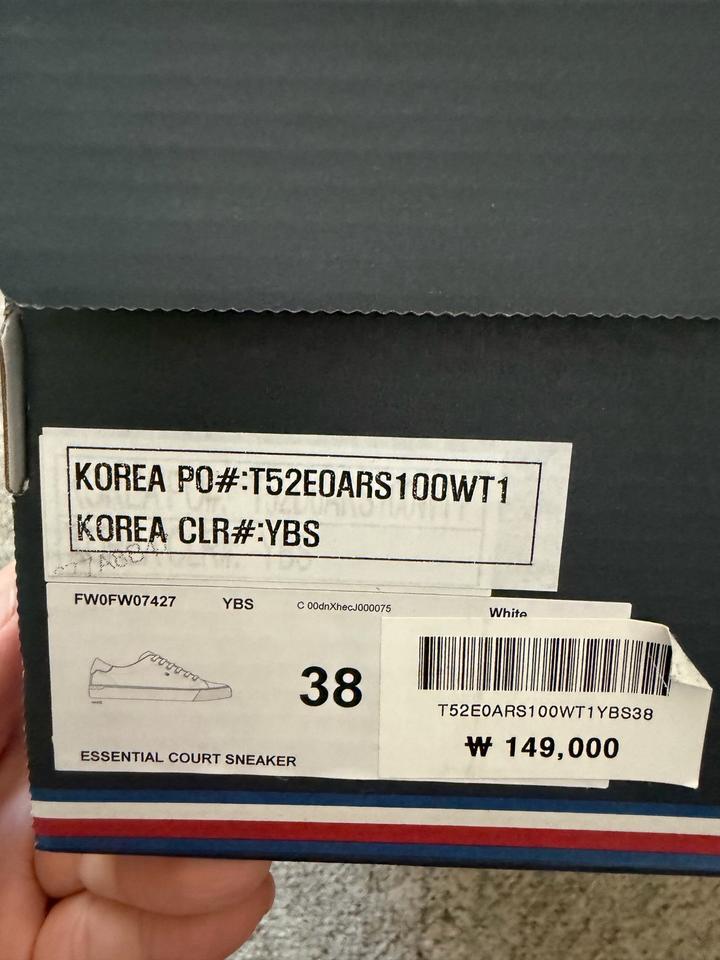 KOREA PO#:T52E0ARS100WT1
KOREA CLR#:YBS
FW0FW07427 YBS C 00dnXhecJ000075 White
38
ESSENTIAL COURT SNEAKER
T52E0ARS100WT1YBS38
₩ 149,000